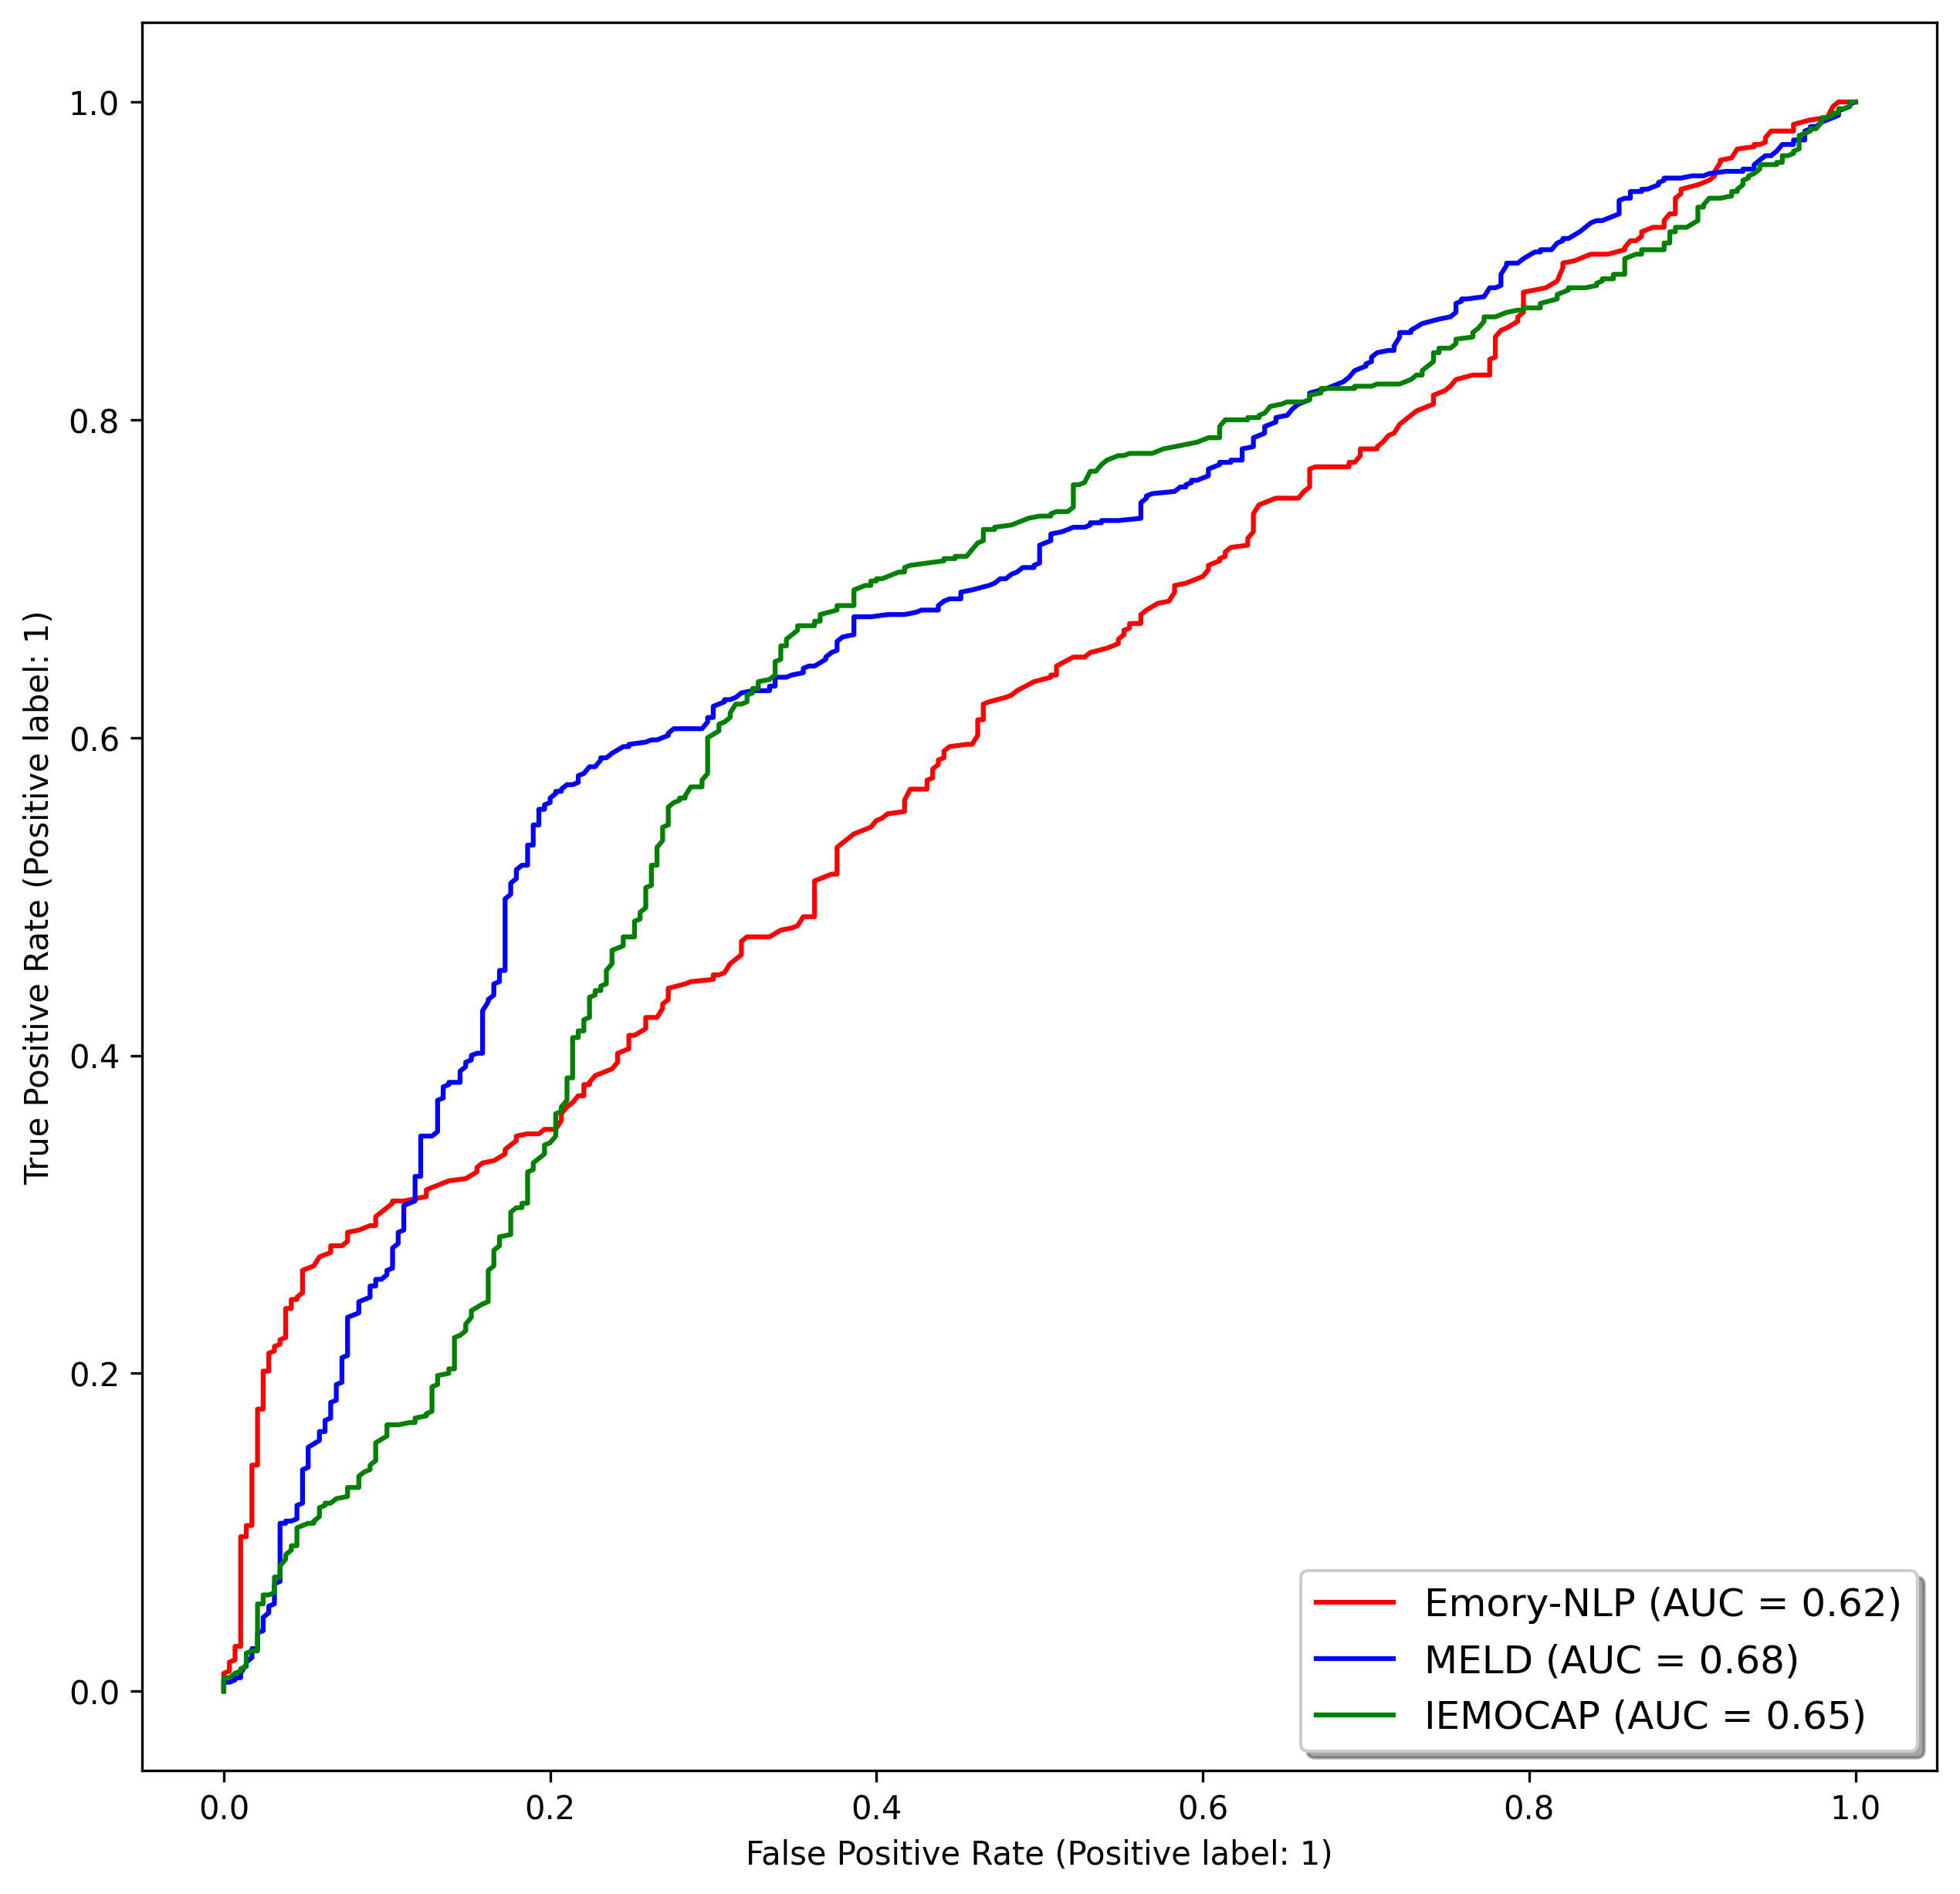 1.0
0.8
0.6
0.4
0.2
0.0
True Positive Rate (Positive label: 1)
Emory-NLP (AUC = 0.62)
MELD (AUC = 0.68)
IEMOCAP (AUC = 0.65)
0.0 0.2 0.4 0.6 0.8 1.0
False Positive Rate (Positive label: 1)